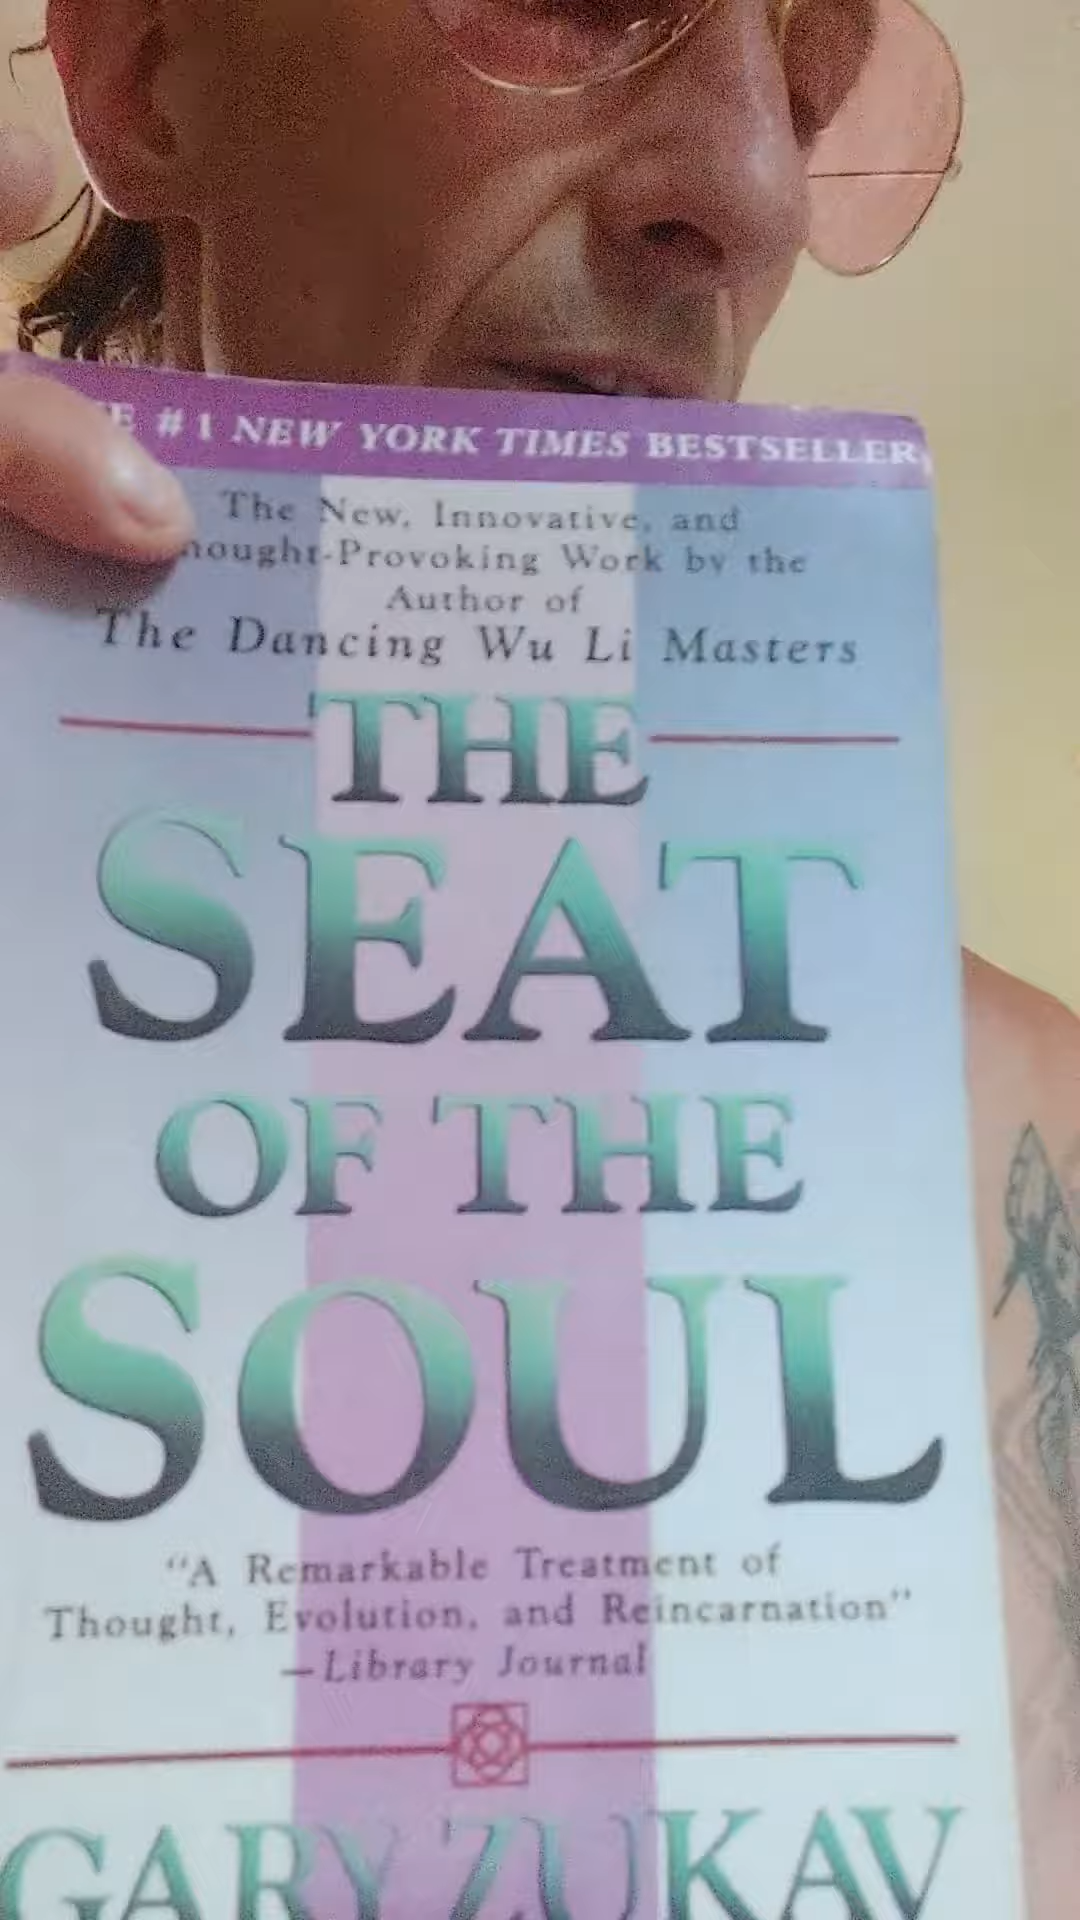 #1 NEW YORK TIMES BESTSELLER
The New, Innovative, and
-Provoking Work by the
Author of
The Dancing Wu Li Masters
THE
SEAT
OF THE
SOUL
"A Remarkable Treatment of
Thought, Evolution, and Reincarnation"
—Library Journal
GARY ZUKAV